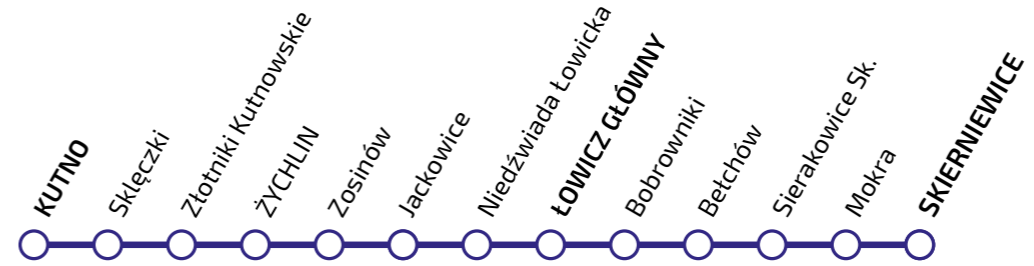 KUTNO
Sklęczki
Złotniki Kutnowskie
ŻYCHLIN
Zosinów
Jackowice
Niedźwiada Łowicka
ŁOWICZ GŁÓWNY
Bobrowniki
Bełchów
Sierakowice Sk.
Mokra
SKIERNIEWICE